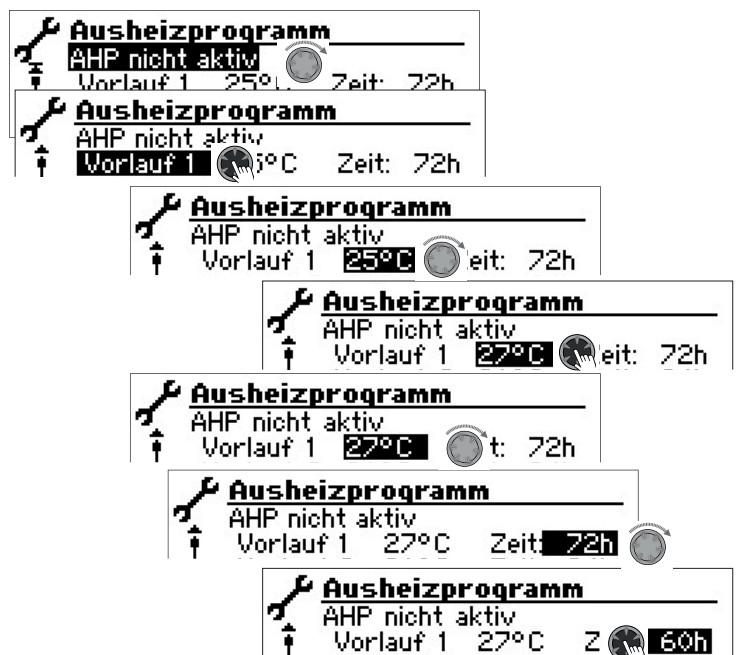 Ausheizprogramm
AHP nicht aktiv
Vorlauf 1 25° Zeit: 72h
Ausheizprogramm
AHP nicht aktiv
Vorlauf 1 5°C Zeit: 72h
Ausheizprogramm
AHP nicht aktiv
Vorlauf 1 25°C eit: 72h
Ausheizprogramm
AHP nicht aktiv
Vorlauf 1 27°C eit: 72h
Ausheizprogramm
AHP nicht aktiv
Vorlauf 1 27°C t: 72h
Ausheizprogramm
AHP nicht aktiv
Vorlauf 1 27°C Zeit: 72h
Ausheizprogramm
AHP nicht aktiv
Vorlauf 1 27°C Z 60h